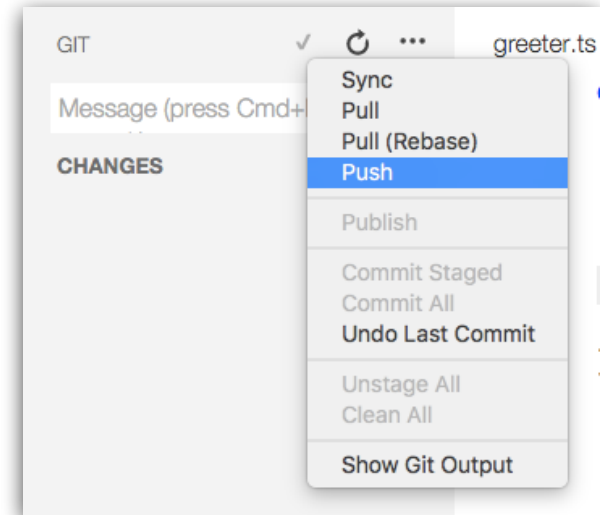 GIT
greeter.ts
Message (press Cmd+
CHANGES
Sync
Pull
Pull (Rebase)
Push
Publish
Commit Staged
Commit All
Undo Last Commit
Unstage All
Clean All
Show Git Output